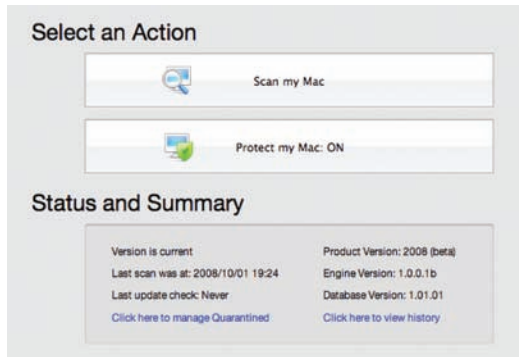 Select an Action
Scan my Mac
Protect my Mac: ON
Status and Summary
Version is current
Last scan was at: 2008/10/01 19:24
Last update check: Never
Click here to manage Quarantined
Product Version: 2008 (beta)
Engine Version: 1.0.0.1b
Database Version: 1.01.01
Click here to view history